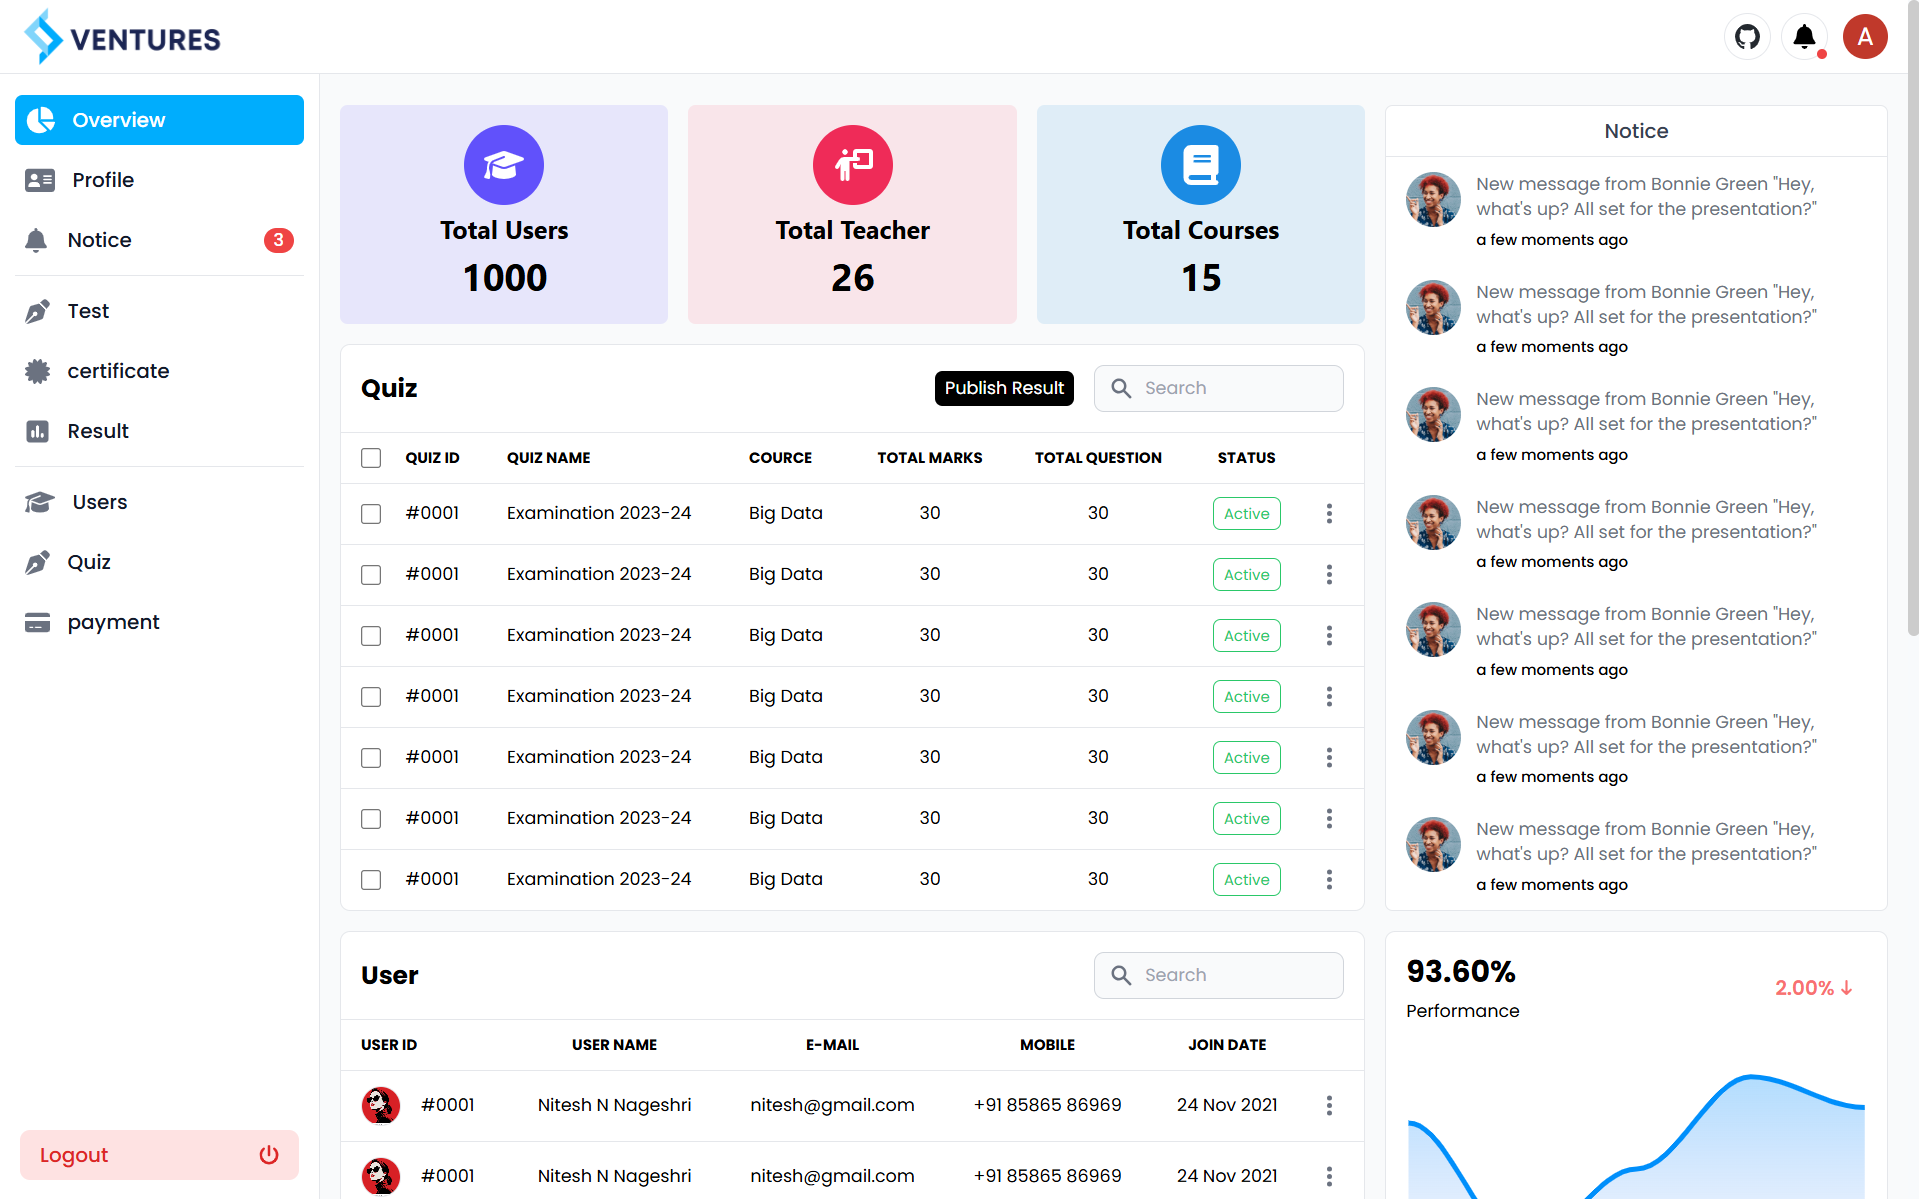 VENTURES
A
Overview
Profile
Notice 3
Test
certificate
Result
Users
Quiz
payment
Logout
Total Users
1000
Total Teacher
26
Total Courses
15
Quiz
Publish Result
Search
QUIZ ID QUIZ NAME COURCE TOTAL MARKS TOTAL QUESTION STATUS
#0001 Examination 2023-24 Big Data 30 30 Active
#0001 Examination 2023-24 Big Data 30 30 Active
#0001 Examination 2023-24 Big Data 30 30 Active
#0001 Examination 2023-24 Big Data 30 30 Active
#0001 Examination 2023-24 Big Data 30 30 Active
#0001 Examination 2023-24 Big Data 30 30 Active
#0001 Examination 2023-24 Big Data 30 30 Active
User
Search
USER ID USER NAME E-MAIL MOBILE JOIN DATE
#0001 Nitesh N Nageshri nitesh@gmail.com +91 85865 86969 24 Nov 2021
#0001 Nitesh N Nageshri nitesh@gmail.com +91 85865 86969 24 Nov 2021
Notice
New message from Bonnie Green "Hey,
what's up? All set for the presentation?"
a few moments ago
New message from Bonnie Green "Hey,
what's up? All set for the presentation?"
a few moments ago
New message from Bonnie Green "Hey,
what's up? All set for the presentation?"
a few moments ago
New message from Bonnie Green "Hey,
what's up? All set for the presentation?"
a few moments ago
New message from Bonnie Green "Hey,
what's up? All set for the presentation?"
a few moments ago
New message from Bonnie Green "Hey,
what's up? All set for the presentation?"
a few moments ago
New message from Bonnie Green "Hey,
what's up? All set for the presentation?"
a few moments ago
93.60%
2.00% ↓
Performance